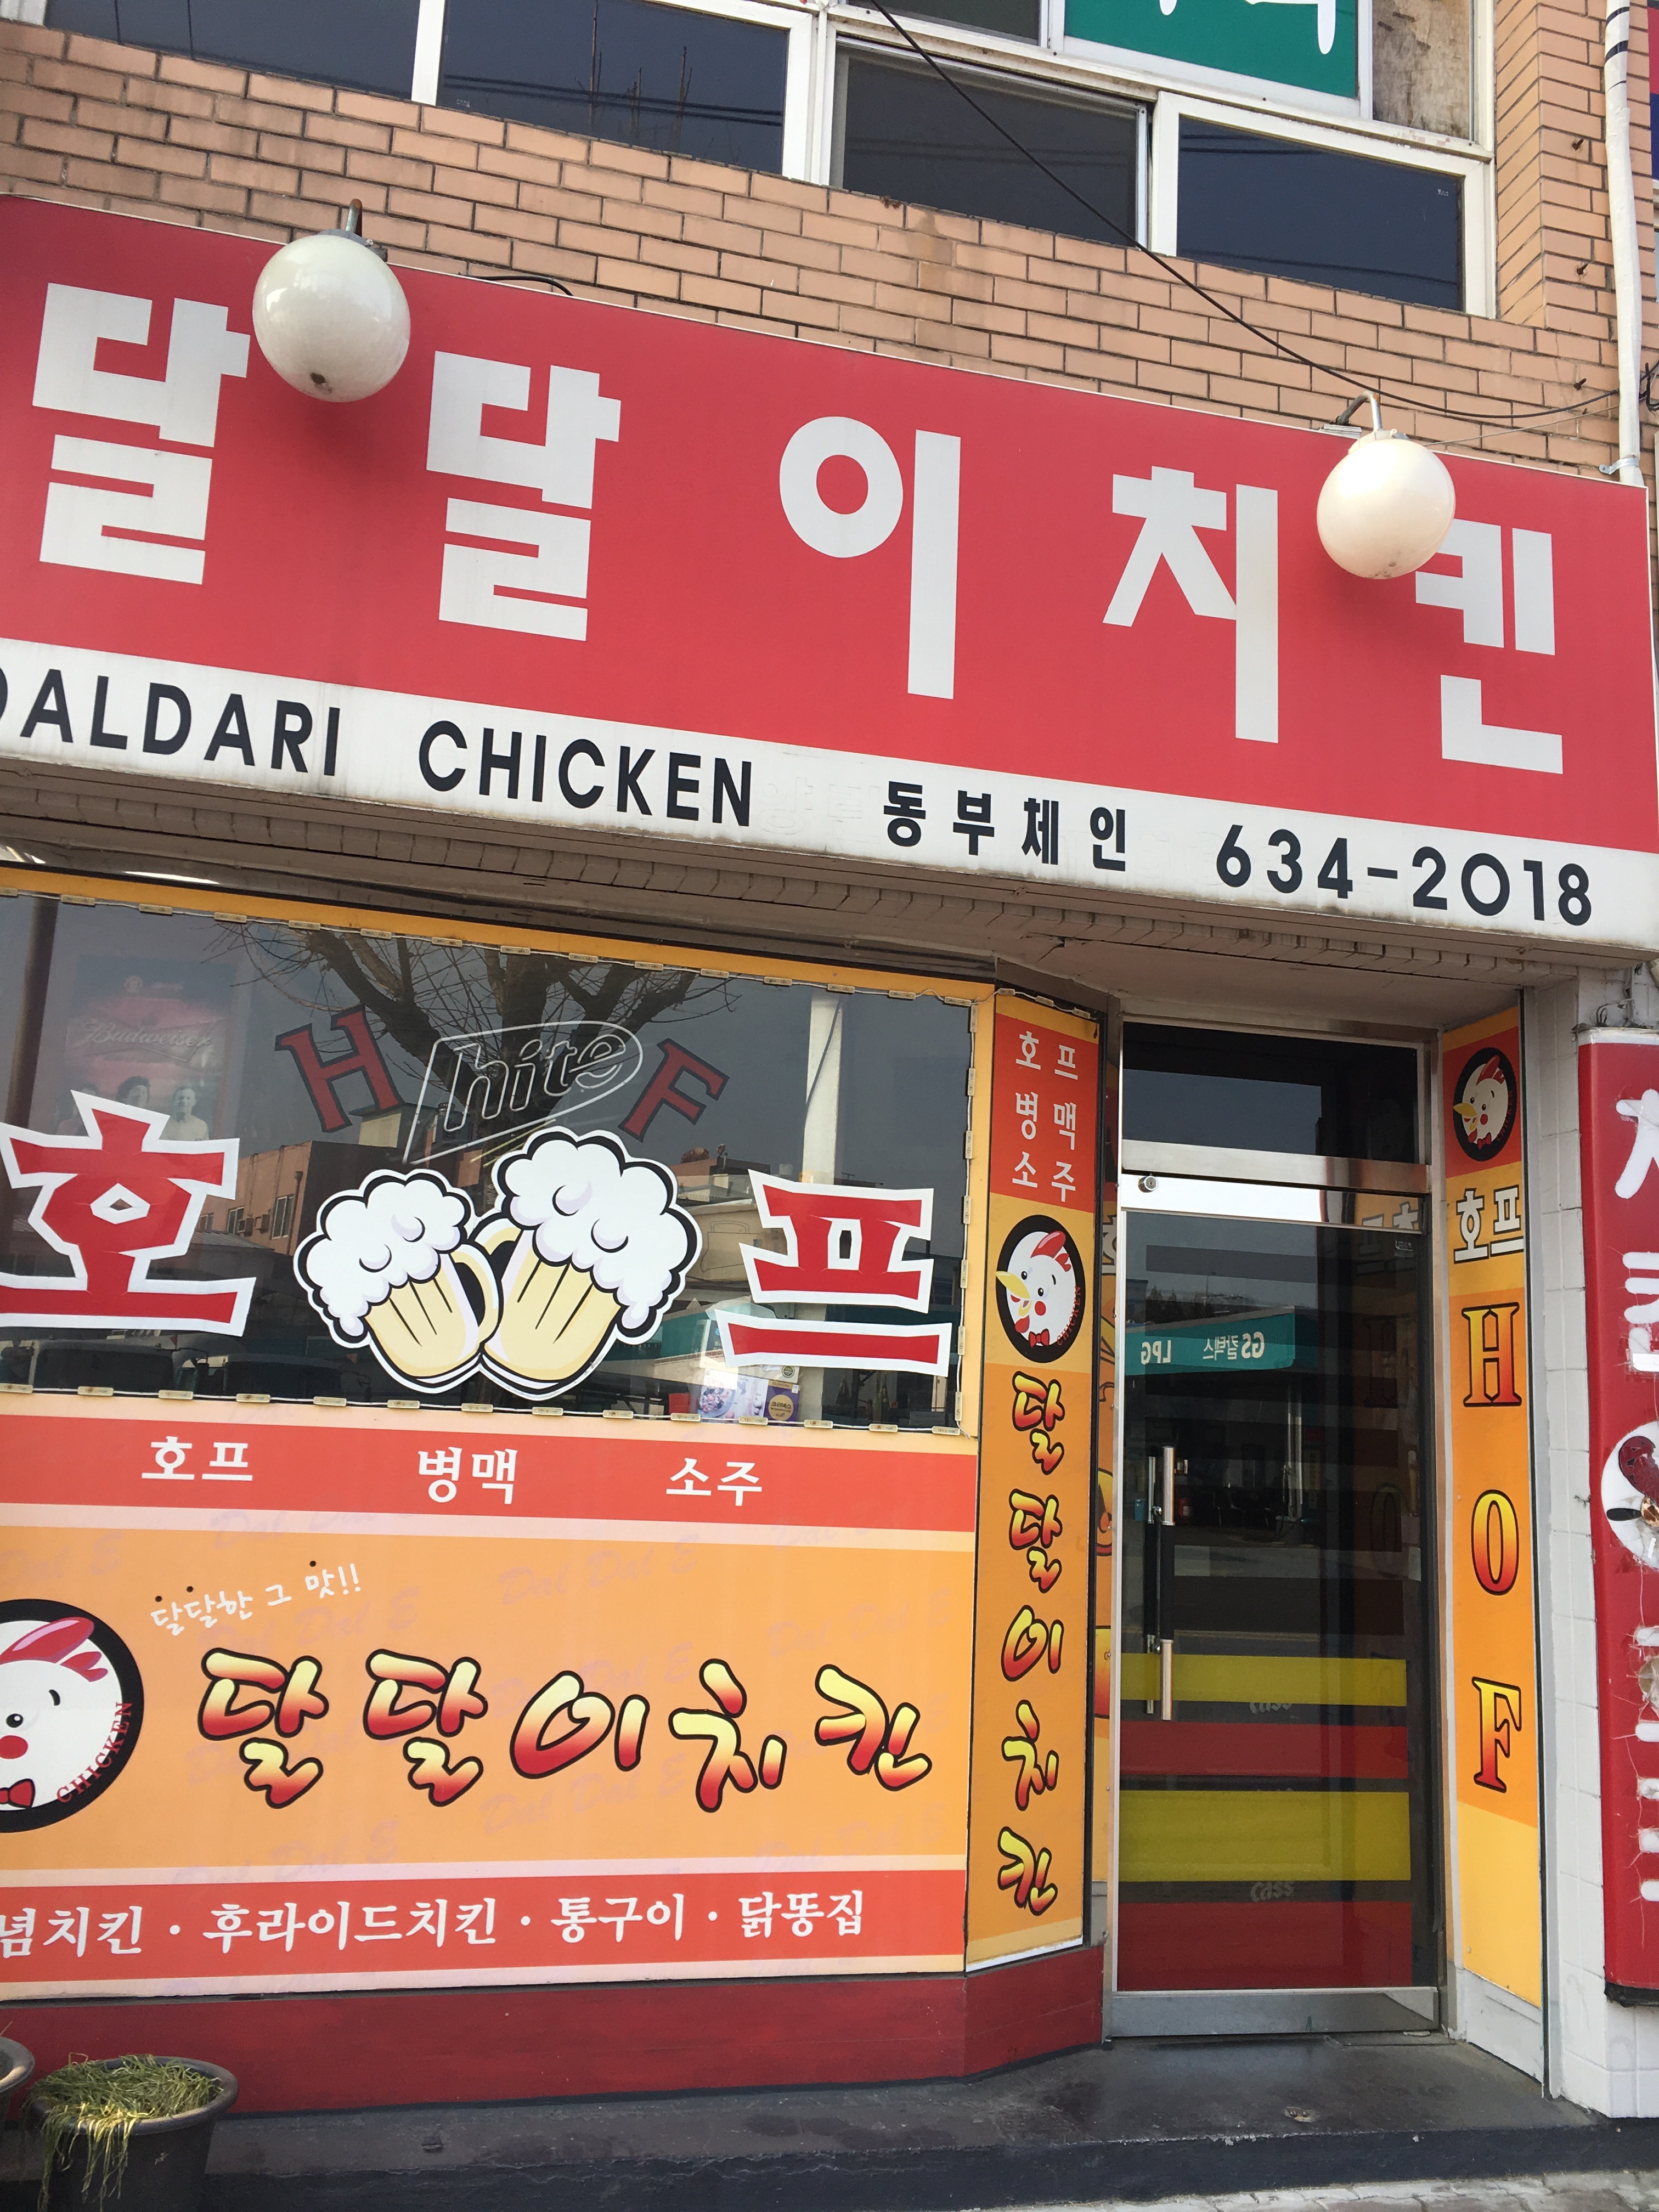 달달이치킨
DALDARI CHICKEN 동부체인 634-2018
Budweiser
H hite F
호프
호프 병맥 소주
달달한 그 맛!!
달달이치킨
CHICKEN
념치킨 · 후라이드치킨 · 통구이 · 닭똥집
호프
병맥
소주
달달이치킨
GS칼텍스 LPG
Cass
Cass
호프
HOF